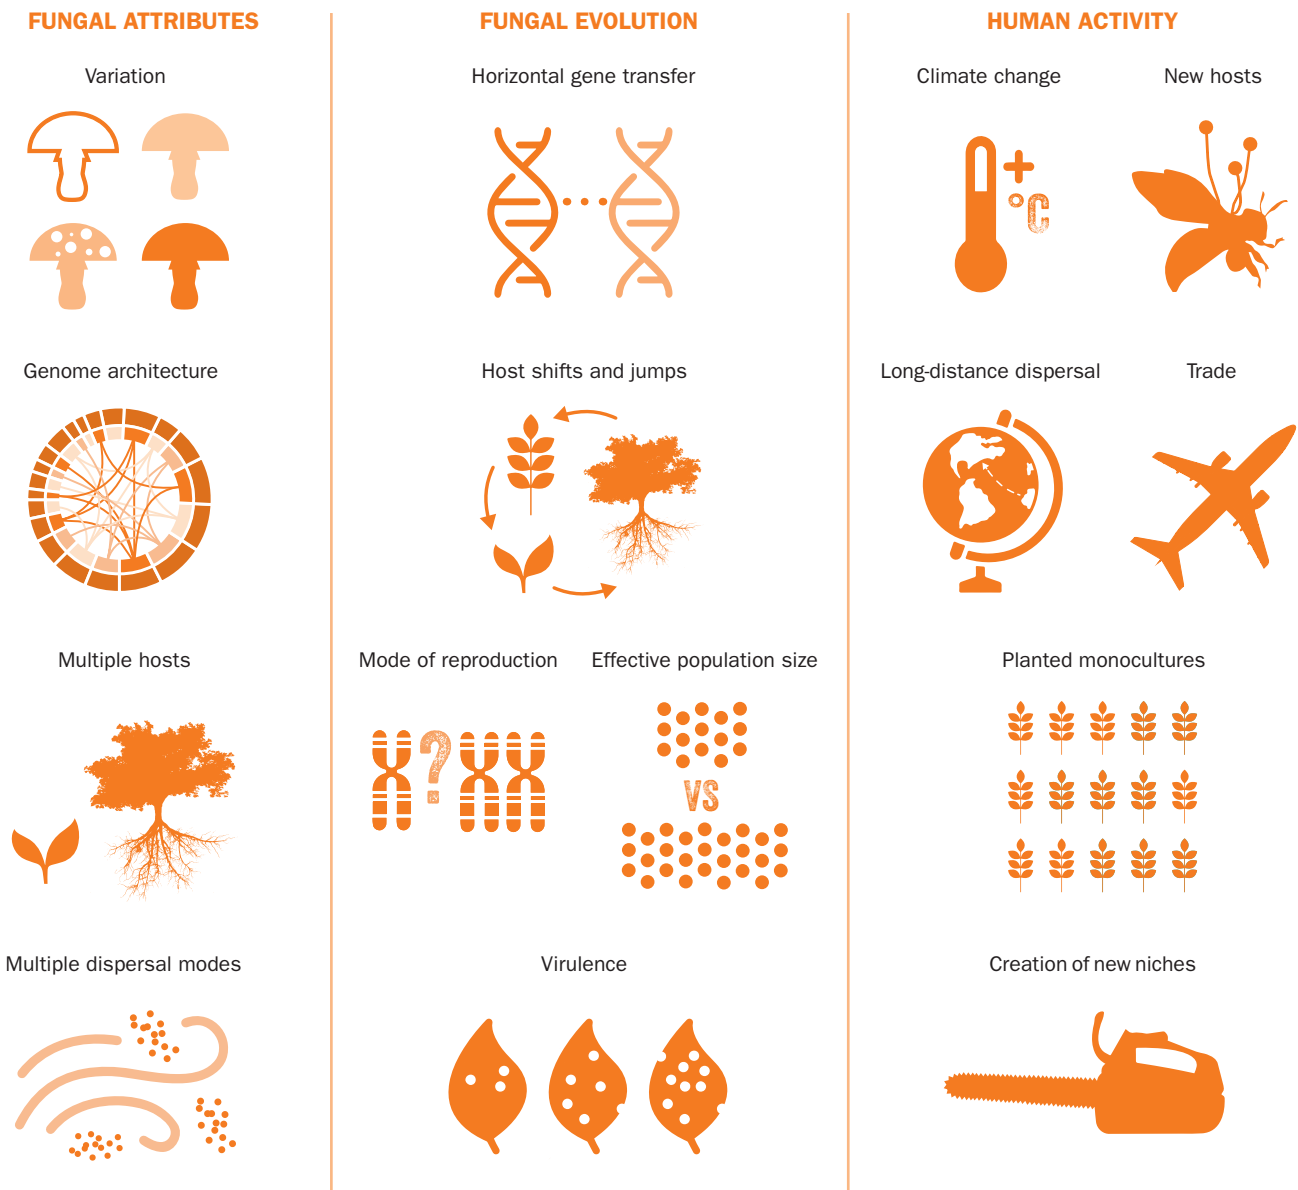 FUNGAL ATTRIBUTES
Variation
Genome architecture
Multiple hosts
Multiple dispersal modes
FUNGAL EVOLUTION
Horizontal gene transfer
Host shifts and jumps
Mode of reproduction
?
Effective population size
VS
Virulence
HUMAN ACTIVITY
Climate change
+
°C
New hosts
Long-distance dispersal
Trade
Planted monocultures
Creation of new niches